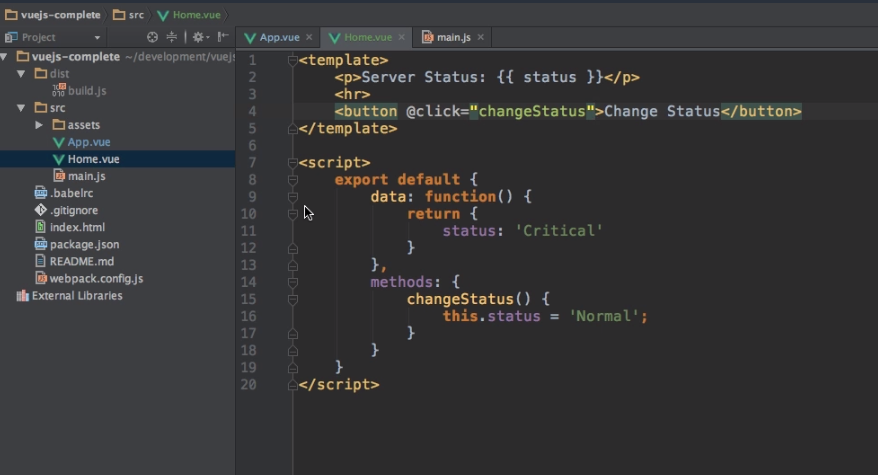 vuejs-complete src Home.vue
Project
App.vue Home.vue main.js
vuejs-complete ~/development/vuejs
dist
build.js
src
assets
App.vue
Home.vue
main.js
.babelrc
.gitignore
index.html
package.json
README.md
webpack.config.js
External Libraries
1 <template>
2 <p>Server Status: {{ status }}</p>
3 <hr>
4 <button @click="changeStatus">Change Status</button>
5 </template>
6
7 <script>
8 export default {
9 data: function() {
10 return {
11 status: 'Critical'
12 }
13 },
14 methods: {
15 changeStatus() {
16 this.status = 'Normal';
17 }
18 }
19 }
20 </script>